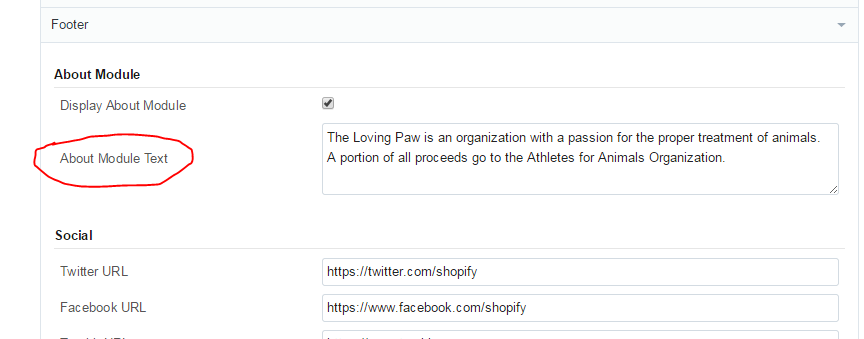 Footer
About Module
Display About Module
About Module Text
The Loving Paw is an organization with a passion for the proper treatment of animals.
A portion of all proceeds go to the Athletes for Animals Organization.
Social
Twitter URL
https://twitter.com/shopify
Facebook URL
https://www.facebook.com/shopify